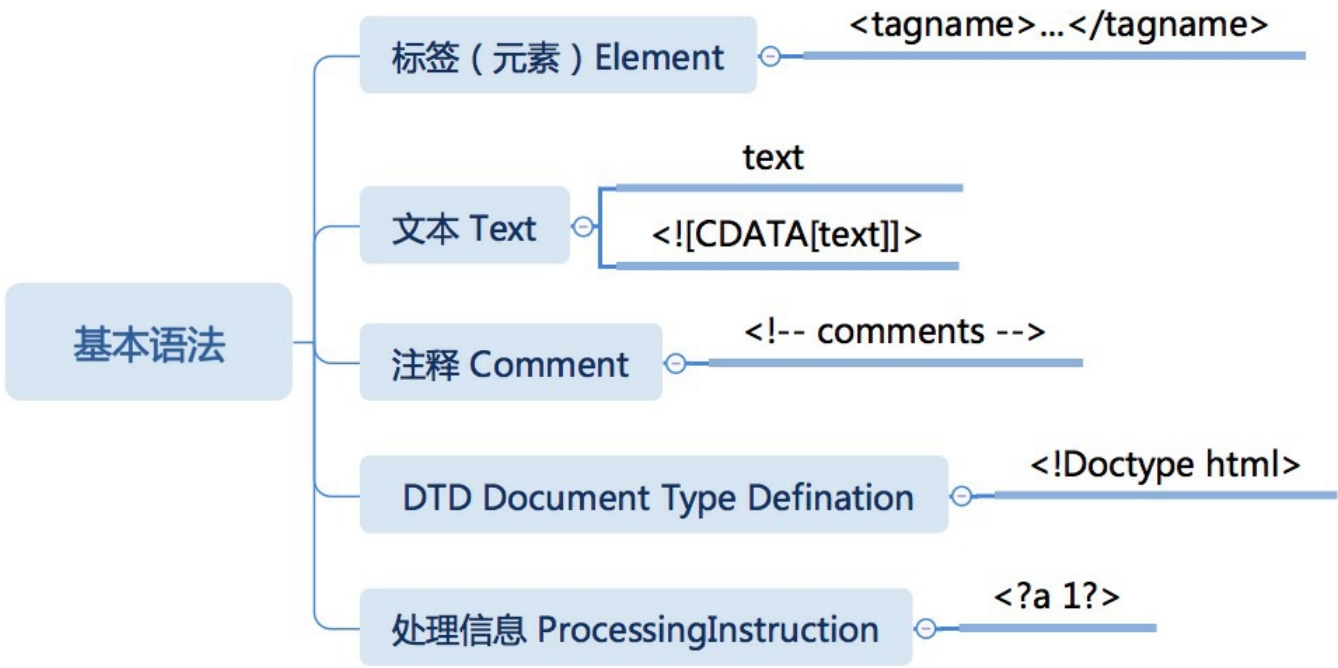 基本语法
标签（元素）Element
<tagname>...</tagname>
文本 Text
text
<![CDATA[text]]>
注释 Comment
<!-- comments -->
DTD Document Type Defination
<!Doctype html>
处理信息 ProcessingInstruction
<?a 1?>